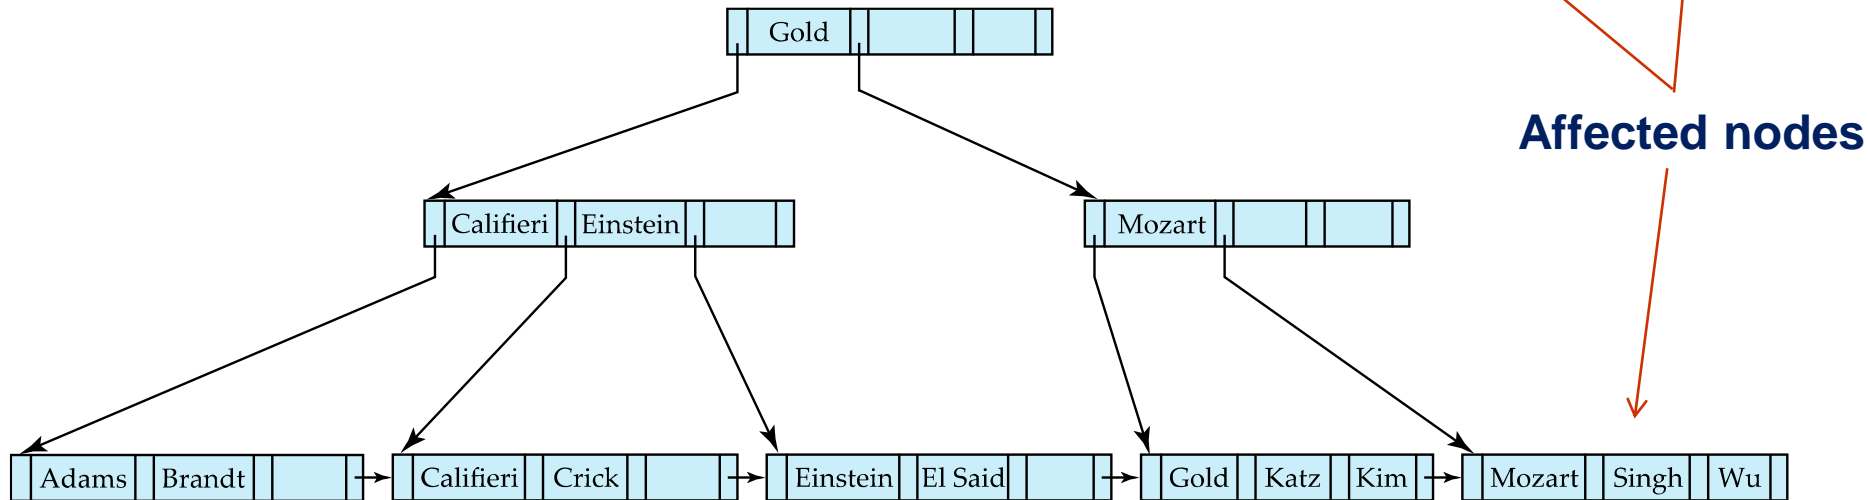 Gold
Affected nodes
Califieri Einstein
Mozart
Adams Brandt
Califieri Crick
Einstein El Said
Gold Katz Kim
Mozart Singh Wu